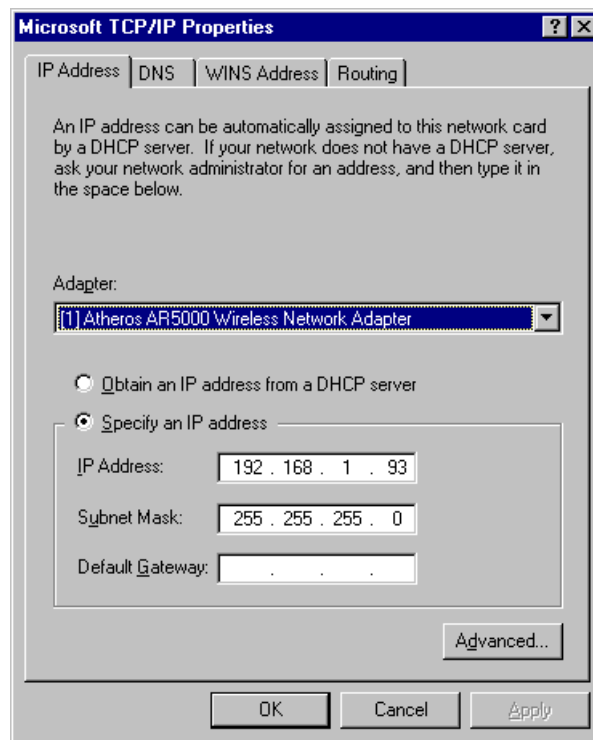 Microsoft TCP/IP Properties
IP Address DNS WINS Address Routing
An IP address can be automatically assigned to this network card
by a DHCP server. If your network does not have a DHCP server,
ask your network administrator for an address, and then type it in
the space below.
Adapter:
[1] Atheros AR5000 Wireless Network Adapter
Obtain an IP address from a DHCP server
Specify an IP address
IP Address: 192 . 168 . 1 . 93
Subnet Mask: 255 . 255 . 255 . 0
Default Gateway: . . .
Advanced...
OK Cancel Apply